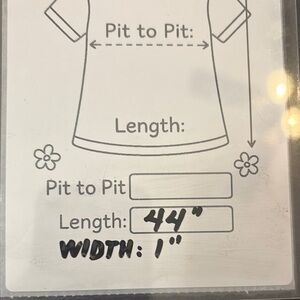 Pit to Pit:
Length:
Pit to Pit
Length: 44"
WIDTH: 1"